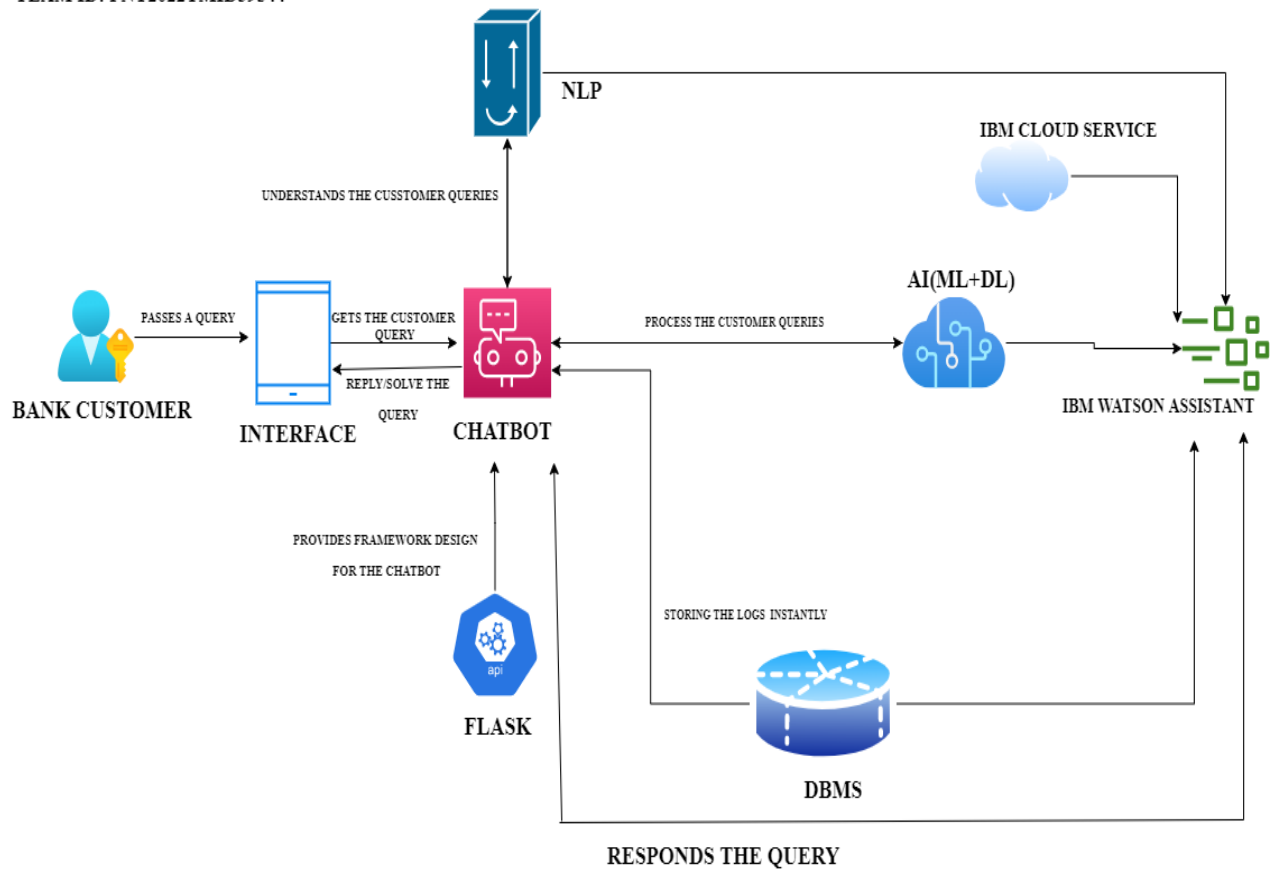 TEAM ID:
NLP
IBM CLOUD SERVICE
UNDERSTANDS THE CUSSTOMER QUERIES
AI(ML+DL)
PASSES A QUERY
GETS THE CUSTOMER
QUERY
PROCESS THE CUSTOMER QUERIES
REPLY/SOLVE THE
QUERY
BANK CUSTOMER
INTERFACE
CHATBOT
IBM WATSON ASSISTANT
PROVIDES FRAMEWORK DESIGN
FOR THE CHATBOT
STORING THE LOGS INSTANTLY
api
FLASK
DBMS
RESPONDS THE QUERY